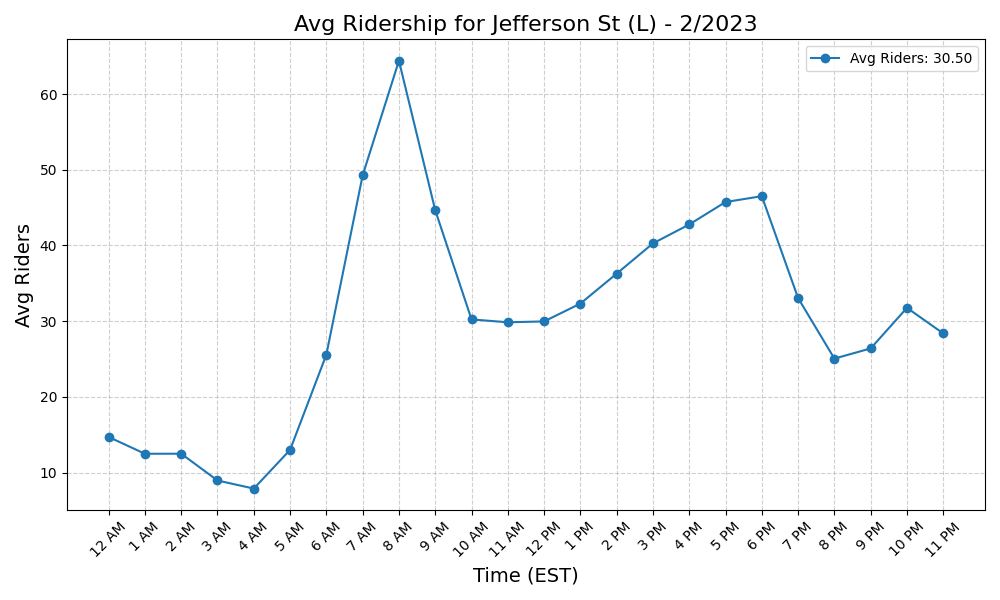 Avg Ridership for Jefferson St (L) - 2/2023
Avg Riders: 30.50
Avg Riders
60
50
40
30
20
10
12 AM
1 AM
2 AM
3 AM
4 AM
5 AM
6 AM
7 AM
8 AM
9 AM
10 AM
11 AM
12 PM
1 PM
2 PM
3 PM
4 PM
5 PM
6 PM
7 PM
8 PM
9 PM
10 PM
11 PM
Time (EST)